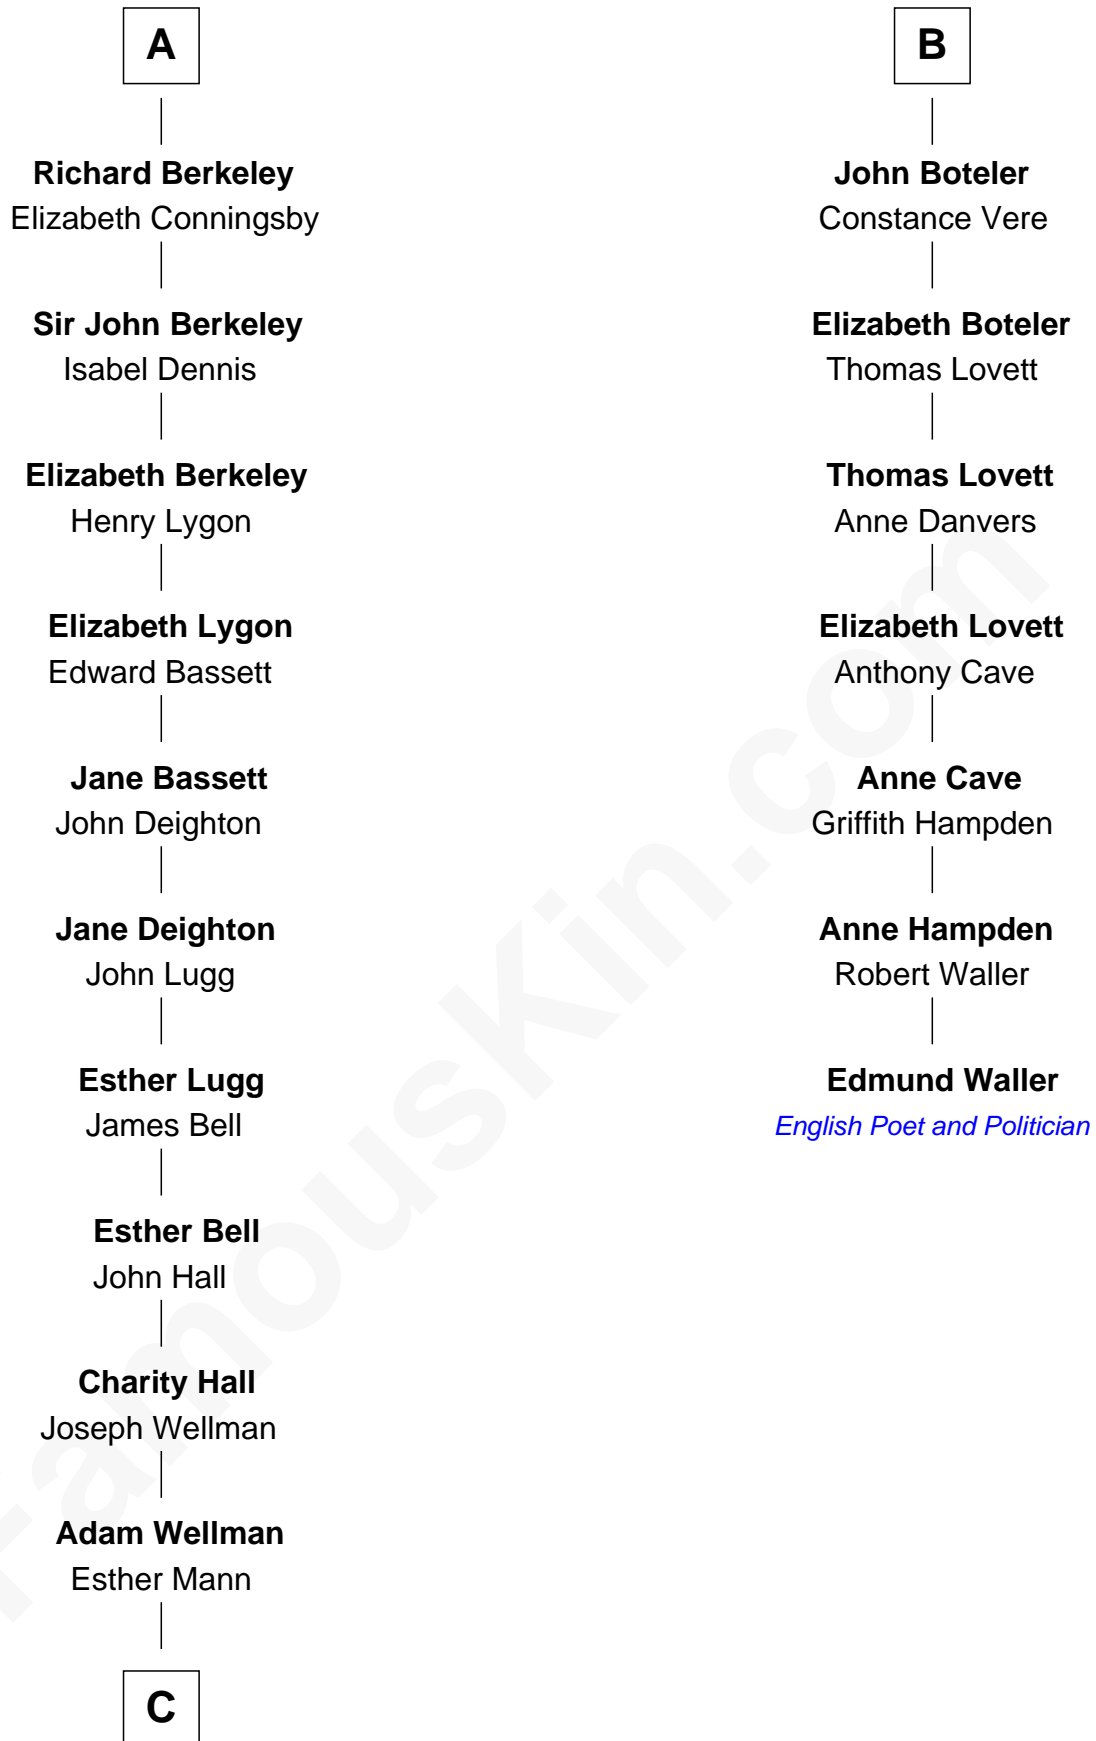 A
Richard Berkeley
Elizabeth Conningsby
Sir John Berkeley
Isabel Dennis
Elizabeth Berkeley
Henry Lygon
Elizabeth Lygon
Edward Bassett
Jane Bassett
John Deighton
Jane Deighton
John Lugg
Esther Lugg
James Bell
Esther Bell
John Hall
Charity Hall
Joseph Wellman
Adam Wellman
Esther Mann
C
B
John Boteler
Constance Vere
Elizabeth Boteler
Thomas Lovett
Thomas Lovett
Anne Danvers
Elizabeth Lovett
Anthony Cave
Anne Cave
Griffith Hampden
Anne Hampden
Robert Waller
Edmund Waller
English Poet and Politician
FamousKin.com